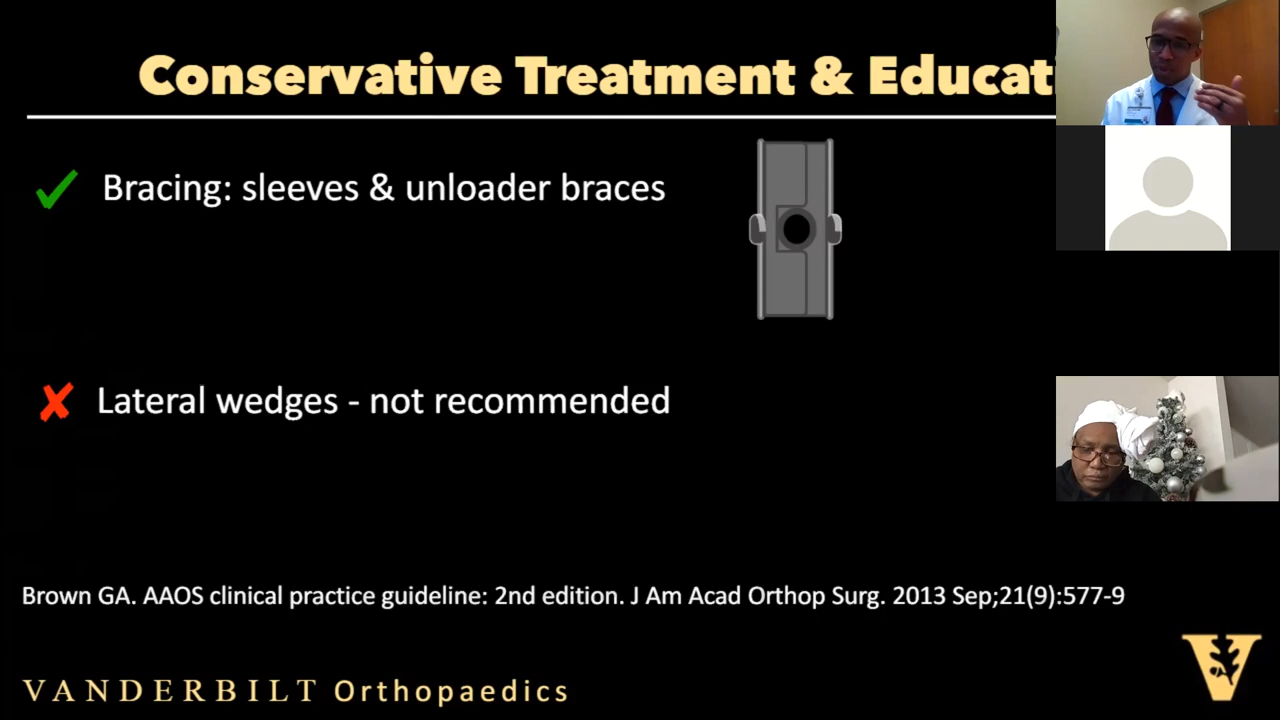 Conservative Treatment & Educati
Bracing: sleeves & unloader braces
Lateral wedges - not recommended
Brown GA. AAOS clinical practice guideline: 2nd edition. J Am Acad Orthop Surg. 2013 Sep;21(9):577-9
VANDERBILT Orthopaedics
V